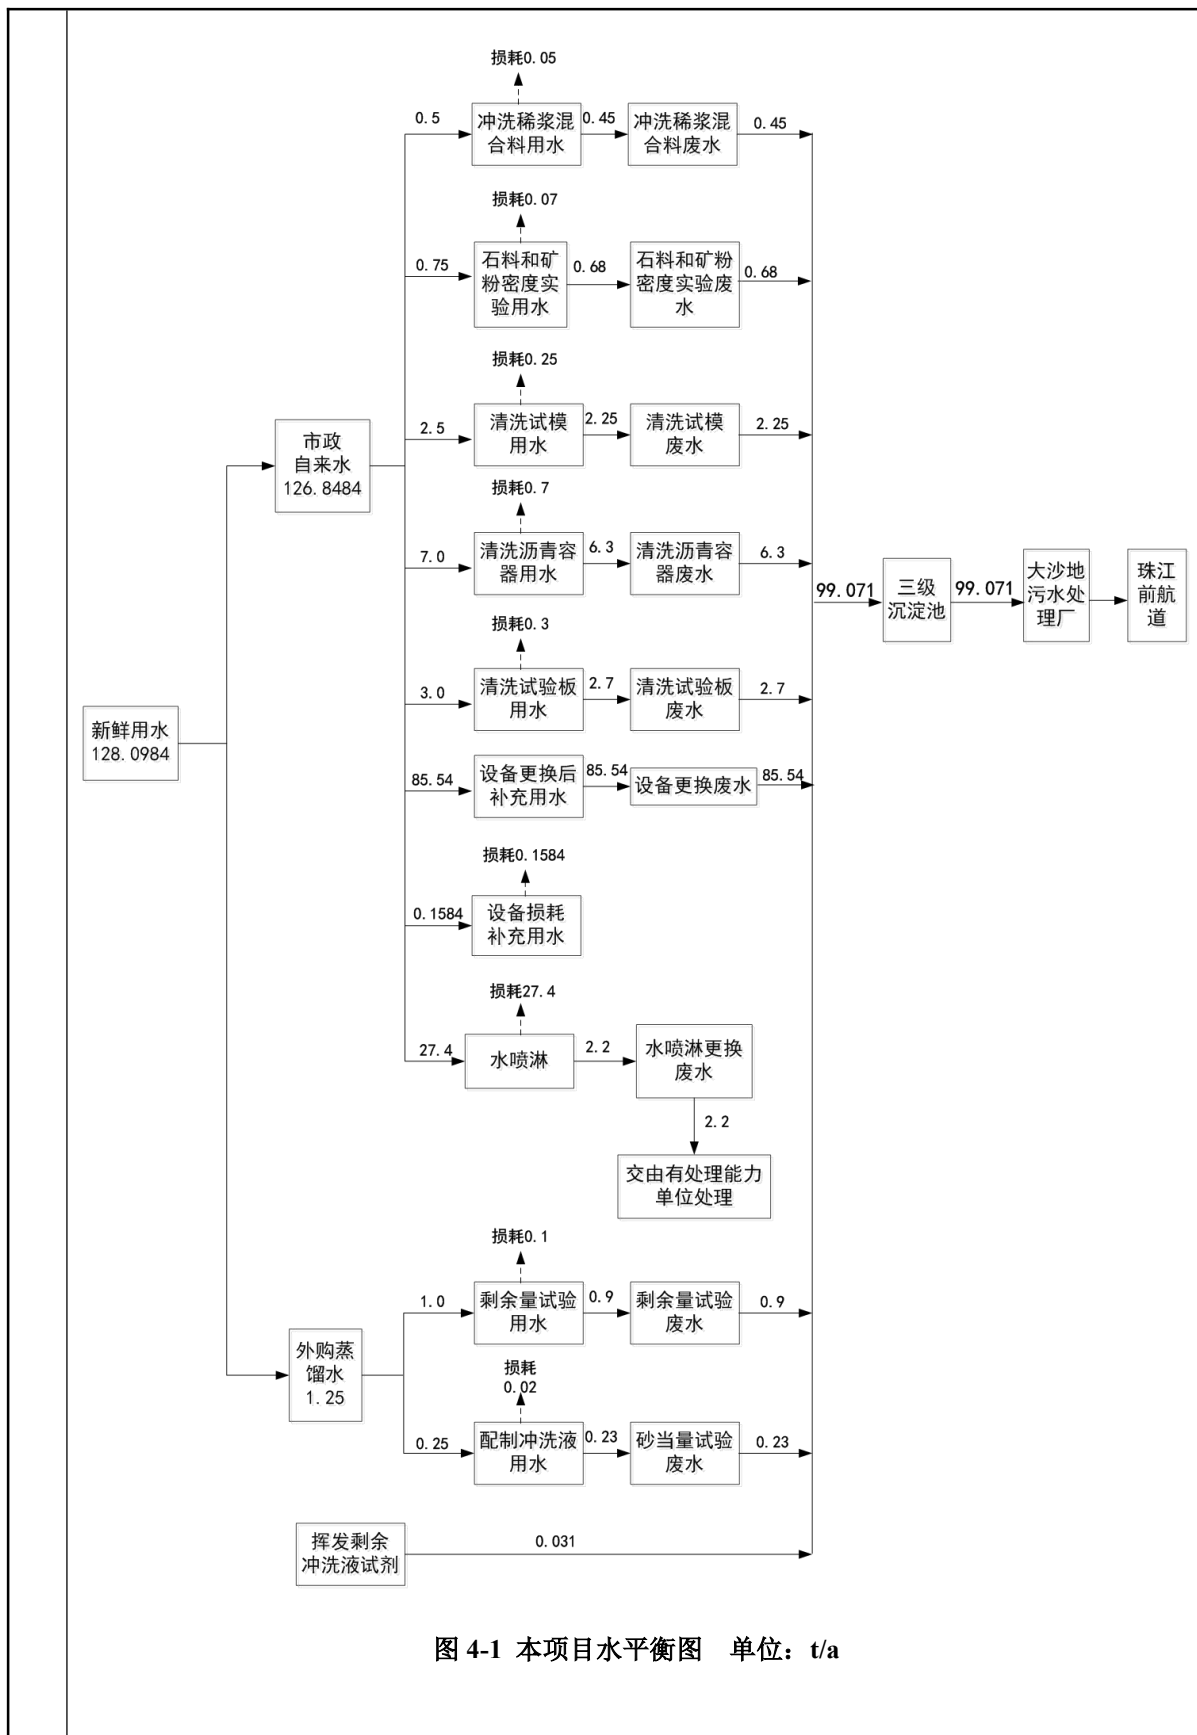 损耗0.05
0.5
冲洗稀浆混
合料用水
0.45
冲洗稀浆混
合料废水
0.45
损耗0.07
0.75
石料和矿
粉密度实
验用水
0.68
石料和矿粉
密度实验废
水
0.68
损耗0.25
2.5
清洗试模
用水
2.25
清洗试模
废水
2.25
市政
自来水
126.8484
损耗0.7
7.0
清洗沥青容
器用水
6.3
清洗沥青容
器废水
6.3
99.071
三级
沉淀池
99.071
大沙地
污水处
理厂
珠江
前航
道
损耗0.3
3.0
清洗试验板
用水
2.7
清洗试验板
废水
2.7
新鲜用水
128.0984
85.54
设备更换后
补充用水
85.54
设备更换废水
85.54
损耗0.1584
0.1584
设备损耗
补充用水
损耗27.4
27.4
水喷淋
2.2
水喷淋更换
废水
2.2
交由有处理能力
单位处理
损耗0.1
1.0
剩余量试验
用水
0.9
剩余量试验
废水
0.9
外购蒸
馏水
1.25
损耗
0.02
0.25
配制冲洗液
用水
0.23
砂当量试验
废水
0.23
挥发剩余
冲洗液试剂
0.031
图 4-1 本项目水平衡图 单位：t/a